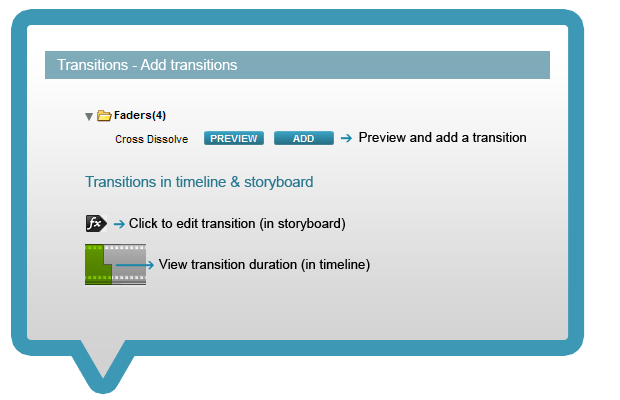 Transitions - Add transitions
Faders(4)
Cross Dissolve PREVIEW ADD Preview and add a transition
Transitions in timeline & storyboard
fx Click to edit transition (in storyboard)
View transition duration (in timeline)